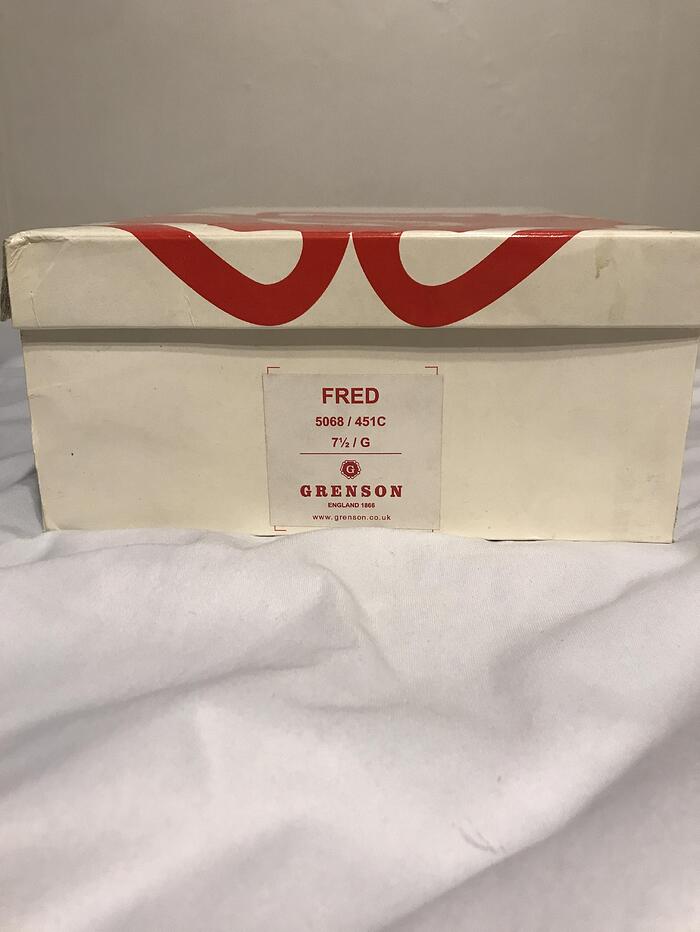 FRED
5068 / 451C
7½ / G
G
GRENSON
ENGLAND 1866
www.grenson.co.uk